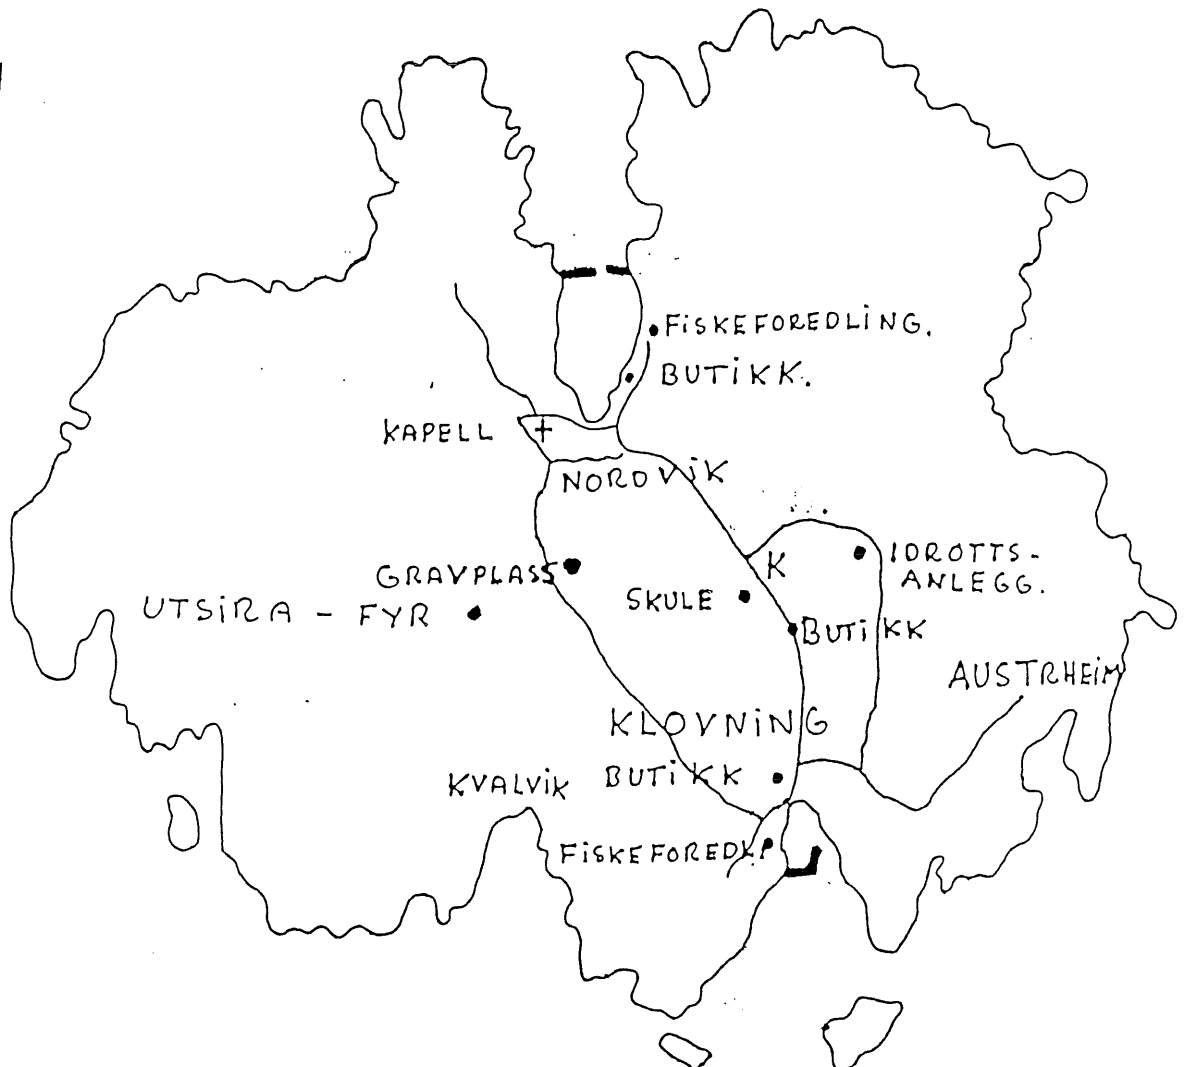 FiSKEFOREDLiNG.
BUTiKK.
KAPELL
NORDViK
IDROTTS-
ANLEGG.
K
GRAVPLASS
SKULE
UTSiRA - FYR
BUTiKK
AUSTRHEiM
KLOVNiNG
BUTiKK
KVALViK
FiSKEFOREDL.